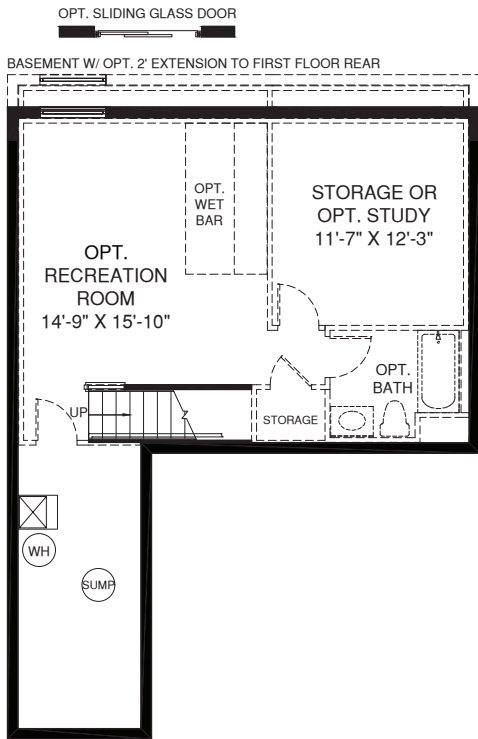 OPT. SLIDING GLASS DOOR
BASEMENT W/ OPT. 2' EXTENSION TO FIRST FLOOR REAR
OPT.
WET
BAR
STORAGE OR
OPT. STUDY
11'-7" X 12'-3"
OPT.
RECREATION
ROOM
14'-9" X 15'-10"
OPT.
BATH
UP
STORAGE
WH
SUMP